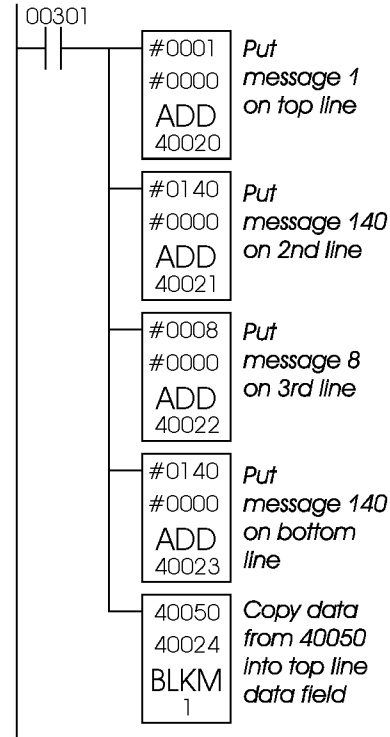 00301
#0001
#0000
ADD
40020
Put
message 1
on top line
#0140
#0000
ADD
40021
Put
message 140
on 2nd line
#0008
#0000
ADD
40022
Put
message 8
on 3rd line
#0140
#0000
ADD
40023
Put
message 140
on bottom
line
40050
40024
BLKM
1
Copy data
from 40050
into top line
data field